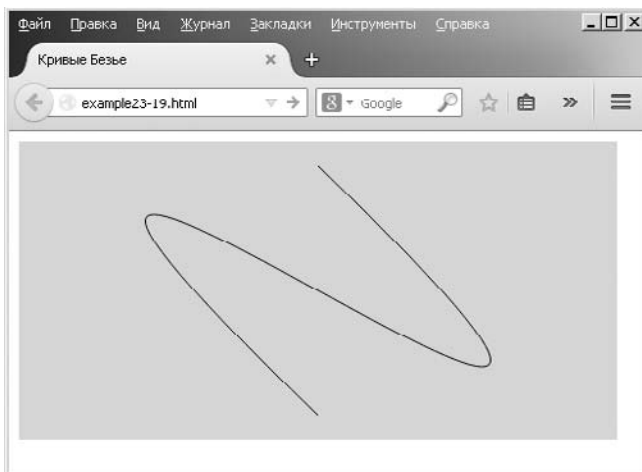 Файл Правка Вид Журнал Закладки Инструменты Справка
Кривые Безье
example23-19.html
Google